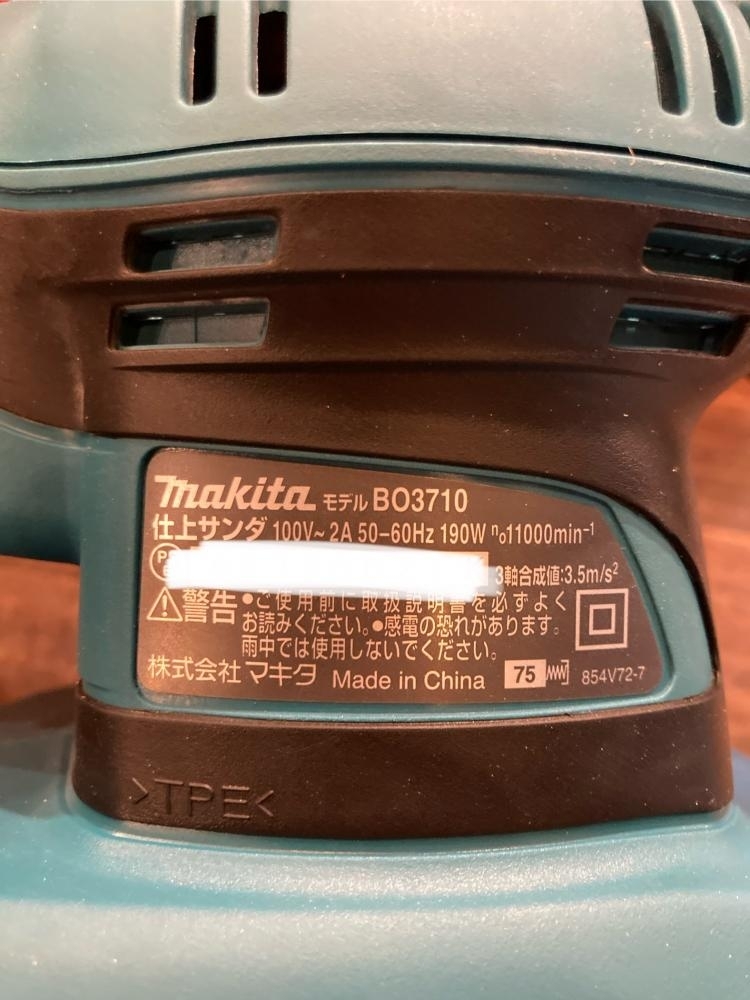 makita モデル BO3710
仕上サンダ 100V~ 2A 50-60Hz 190W n₀11000min⁻¹
3軸合成値:3.5m/s²
警告 •ご使用前に取扱説明書を必ずよく
お読みください。•感電の恐れがあります。
雨中では使用しないでください。
株式会社 マキタ Made in China 75 854V72-7
>TPE<